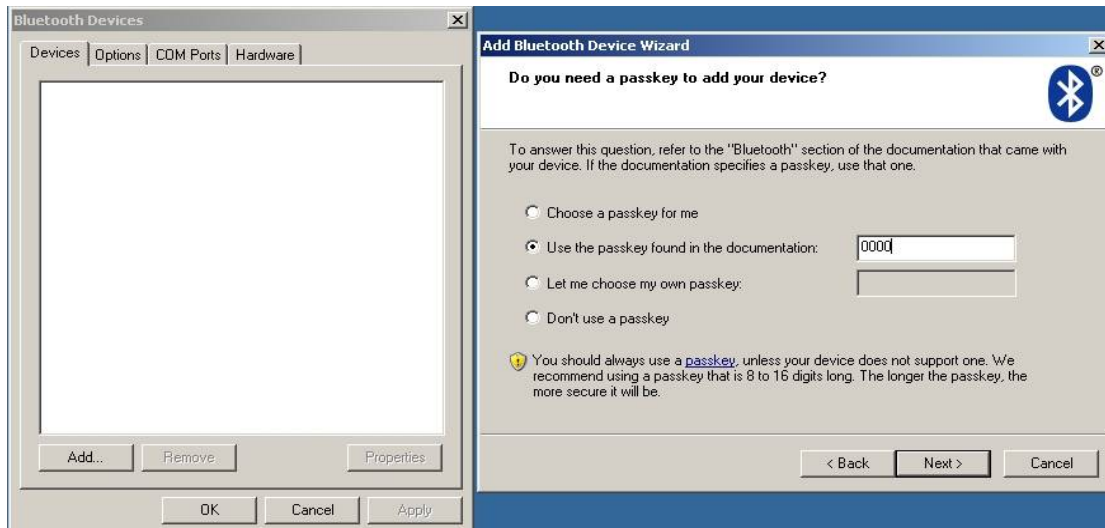 Bluetooth Devices
Devices Options COM Ports Hardware
Add... Remove Properties
OK Cancel Apply
Add Bluetooth Device Wizard
Do you need a passkey to add your device?
®
To answer this question, refer to the "Bluetooth" section of the documentation that came with
your device. If the documentation specifies a passkey, use that one.
Choose a passkey for me
Use the passkey found in the documentation: 0000
Let me choose my own passkey:
Don't use a passkey
You should always use a passkey, unless your device does not support one. We
recommend using a passkey that is 8 to 16 digits long. The longer the passkey, the
more secure it will be.
< Back Next > Cancel